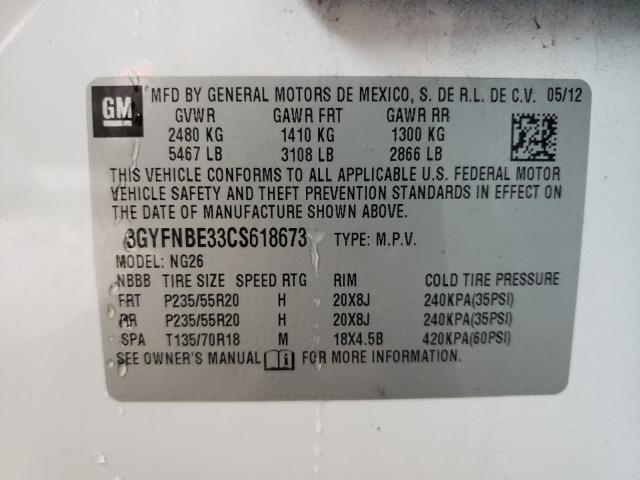 GM MFD BY GENERAL MOTORS DE MEXICO, S. DE R.L. DE C.V. 05/12
GVWR GAWR FRT GAWR RR
2480 KG 1410 KG 1300 KG
5467 LB 3108 LB 2866 LB
THIS VEHICLE CONFORMS TO ALL APPLICABLE U.S. FEDERAL MOTOR
VEHICLE SAFETY AND THEFT PREVENTION STANDARDS IN EFFECT ON
THE DATE OF MANUFACTURE SHOWN ABOVE.
3GYFNBE33CS618673 TYPE: M.P.V.
MODEL: NG26
NBBB TIRE SIZE SPEED RTG RIM COLD TIRE PRESSURE
FRT P235/55R20 H 20X8J 240KPA(35PSI)
RR P235/55R20 H 20X8J 240KPA(35PSI)
SPA T135/70R18 M 18X4.5B 420KPA(60PSI)
SEE OWNER'S MANUAL FOR MORE INFORMATION.